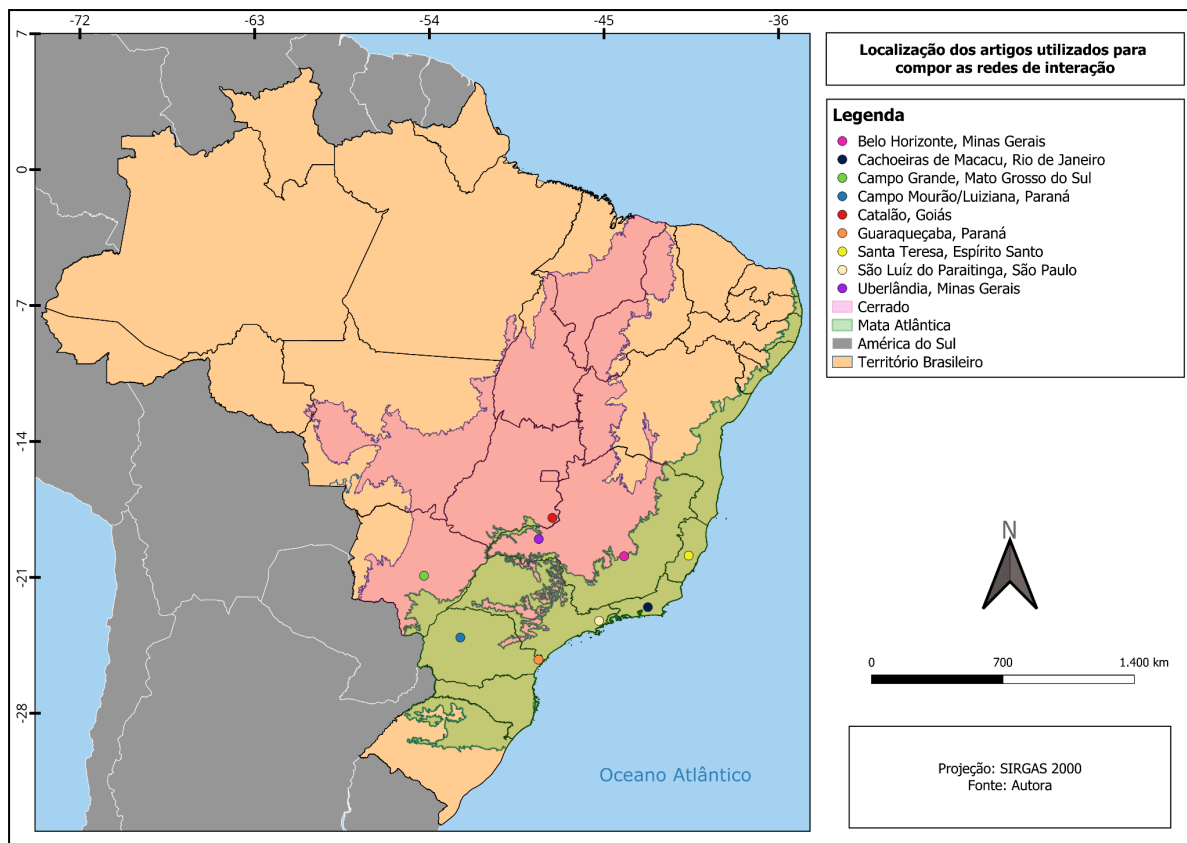 -72 -63 -54 -45 -36
7
0
-7
-14
-21
-28
Oceano Atlântico
Localização dos artigos utilizados para
compor as redes de interação
Legenda
Belo Horizonte, Minas Gerais
Cachoeiras de Macacu, Rio de Janeiro
Campo Grande, Mato Grosso do Sul
Campo Mourão/Luiziana, Paraná
Catalão, Goiás
Guaraqueçaba, Paraná
Santa Teresa, Espírito Santo
São Luíz do Paraitinga, São Paulo
Uberlândia, Minas Gerais
Cerrado
Mata Atlântica
América do Sul
Território Brasileiro
N
0 700 1.400 km
Projeção: SIRGAS 2000
Fonte: Autora